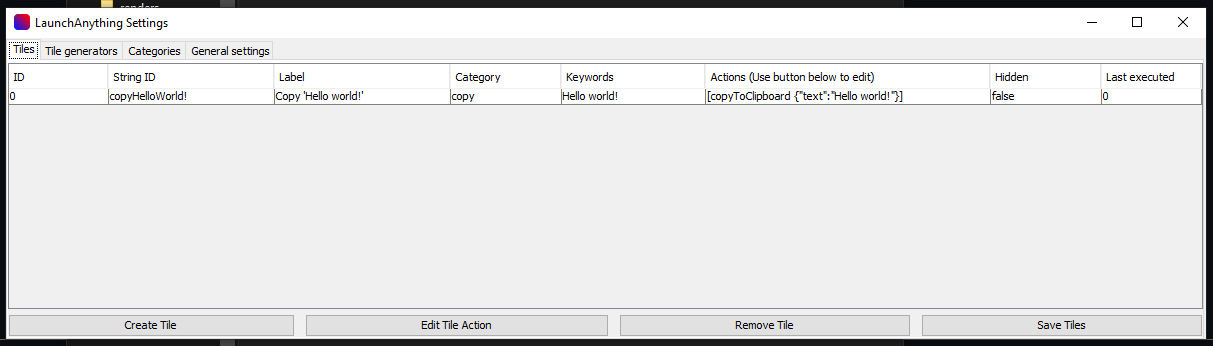 renders
LaunchAnything Settings
Tiles Tile generators Categories General settings
ID String ID Label Category Keywords Actions (Use button below to edit) Hidden Last executed
0 copyHelloWorld! Copy 'Hello world!' copy Hello world! [copyToClipboard {"text":"Hello world!"}] false 0
Create Tile Edit Tile Action Remove Tile Save Tiles